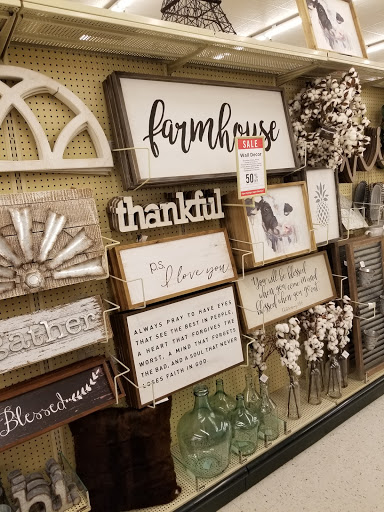 farmhouse
SALE
Wall Decor
50
thankful
p.s.
I love you
You will be blessed
when you come in and
blessed when you go out
ALWAYS PRAY TO HAVE EYES
THAT SEE THE BEST IN PEOPLE,
A HEART THAT FORGIVES THE
WORST, A MIND THAT FORGETS
THE BAD, AND A SOUL THAT NEVER
LOSES FAITH IN GOD.
gather
Blessed
hi